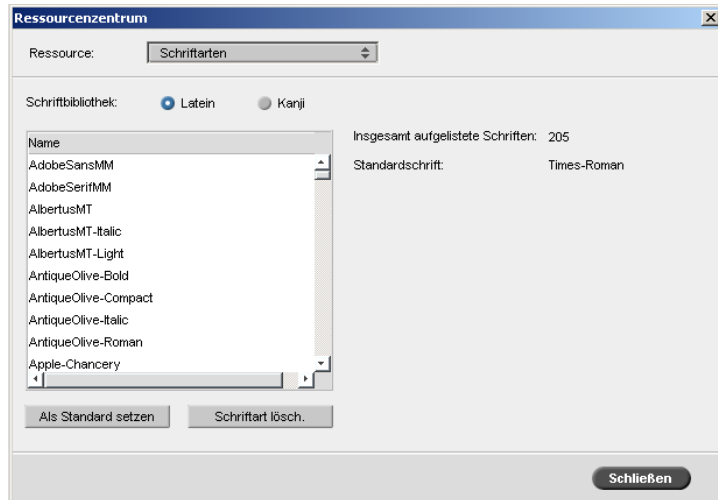 Ressourcenzentrum
Ressource: Schriftarten
Schriftbibliothek: Latein Kanji
Name
AdobeSansMM
AdobeSerifMM
AlbertusMT
AlbertusMT-Italic
AlbertusMT-Light
AntiqueOlive-Bold
AntiqueOlive-Compact
AntiqueOlive-Italic
AntiqueOlive-Roman
Apple-Chancery
Insgesamt aufgelistete Schriften: 205
Standardschrift: Times-Roman
Als Standard setzen Schriftart lösch.
Schließen